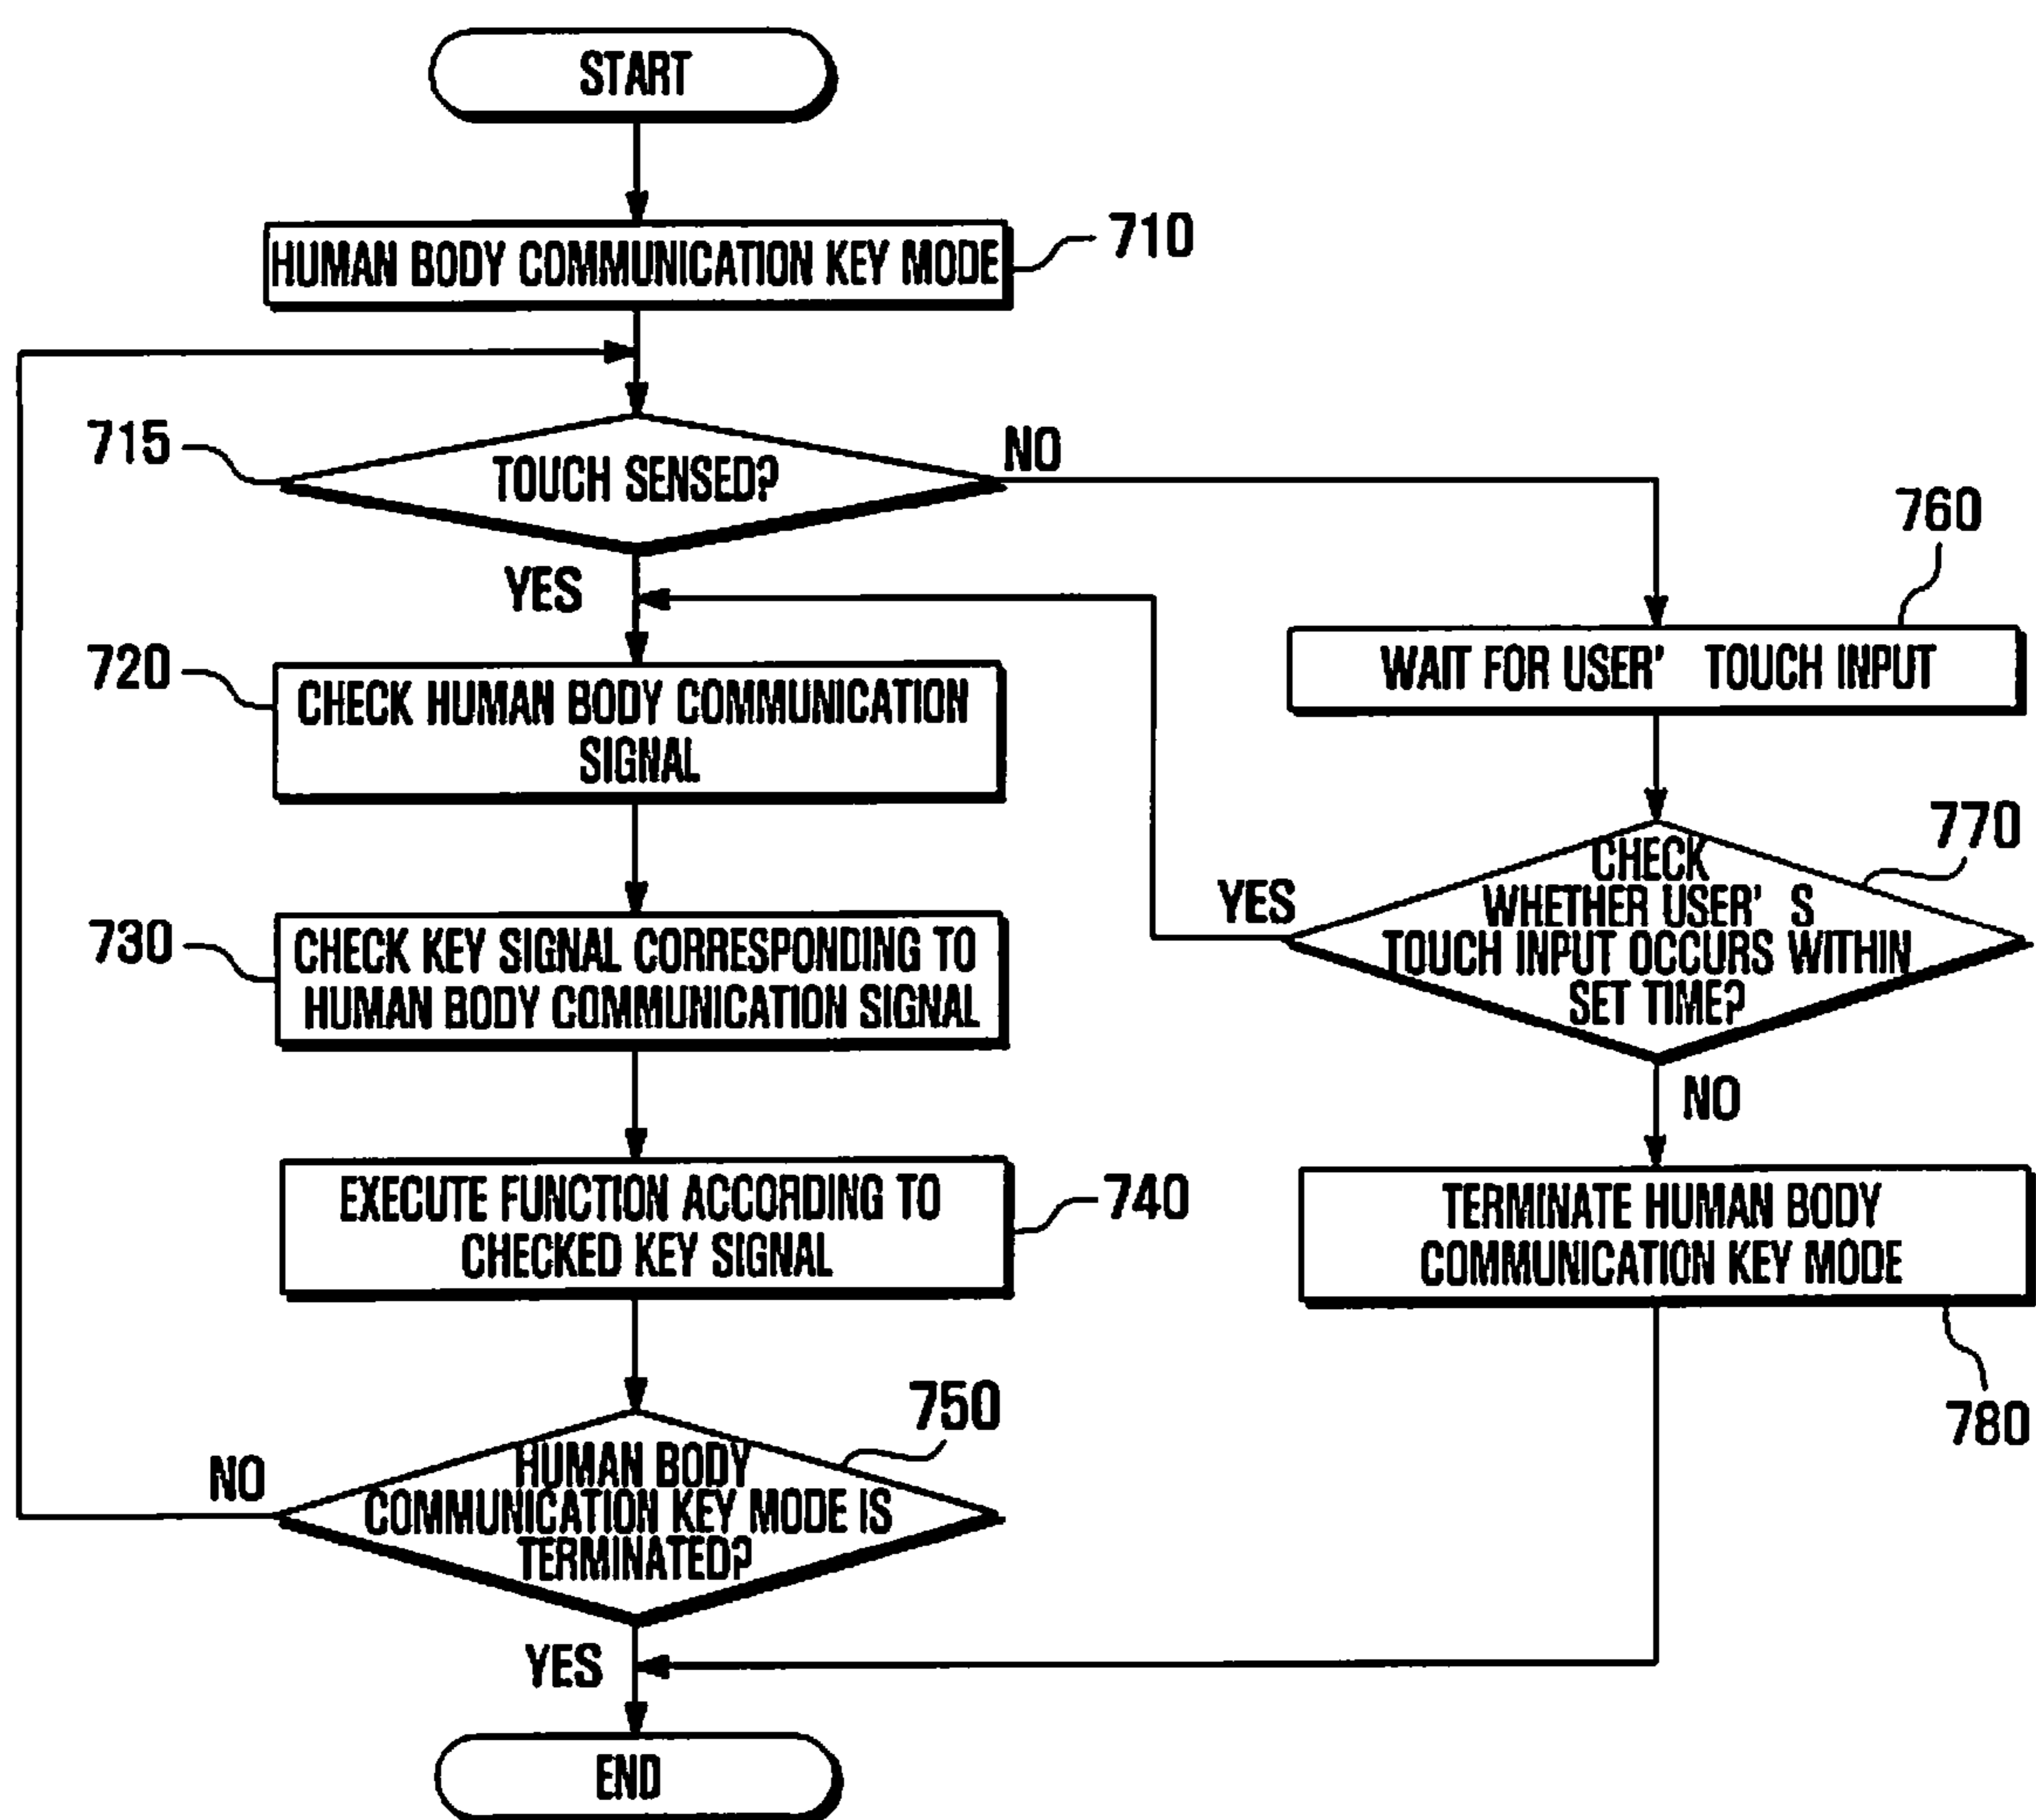 START
HUMAN BODY COMMUNICATION KEY MODE
710
715
TOUCH SENSED?
NO
YES
760
WAIT FOR USER' TOUCH INPUT
720
CHECK HUMAN BODY COMMUNICATION
SIGNAL
770
CHECK
WHETHER USER' S
TOUCH INPUT OCCURS WITHIN
SET TIME?
YES
NO
730
CHECK KEY SIGNAL CORRESPONDING TO
HUMAN BODY COMMUNICATION SIGNAL
EXECUTE FUNCTION ACCORDING TO
CHECKED KEY SIGNAL
740
TERMINATE HUMAN BODY
COMMUNICATION KEY MODE
780
750
HUMAN BODY
COMMUNICATION KEY MODE IS
TERMINATED?
NO
YES
END